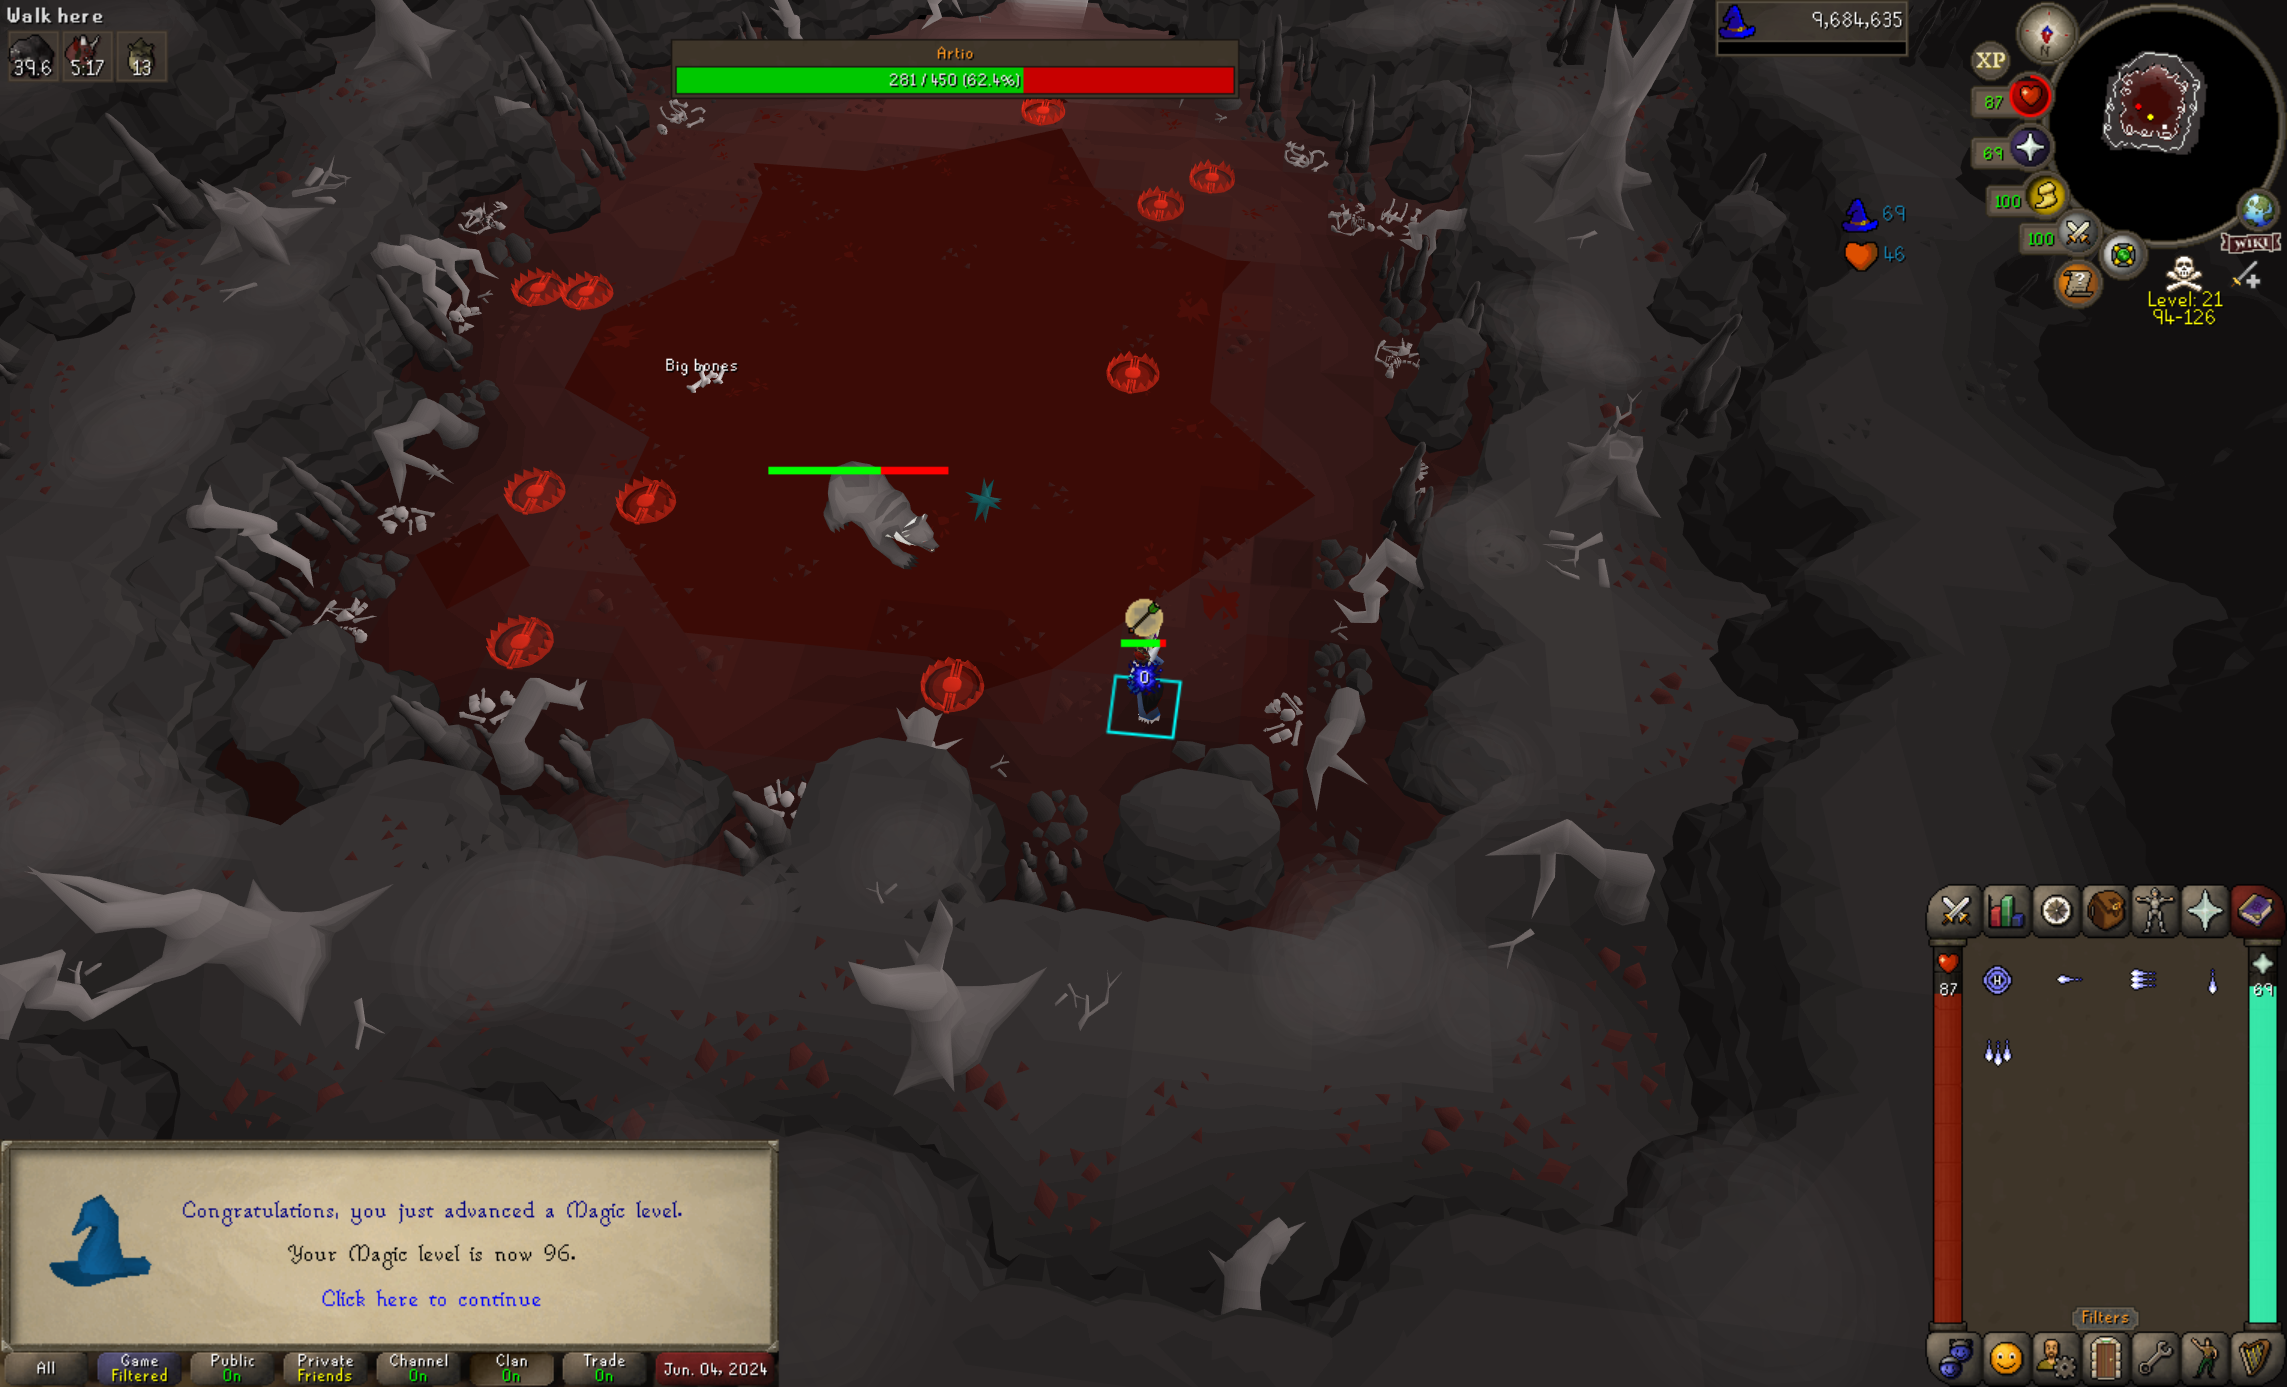 Walk here
39.6
5:17
13
Artio
281 / 450 (62.4%)
9,684,635
XP
N
87
69
100
100
WIKI
69
46
Level: 21
94-126
Big bones
0
87
H
69
Filters
Congratulations, you just advanced a Magic level.
Your Magic level is now 96.
Click here to continue
All
Game
Filtered
Public
On
Private
Friends
Channel
On
Clan
On
Trade
On
Jun. 04, 2024